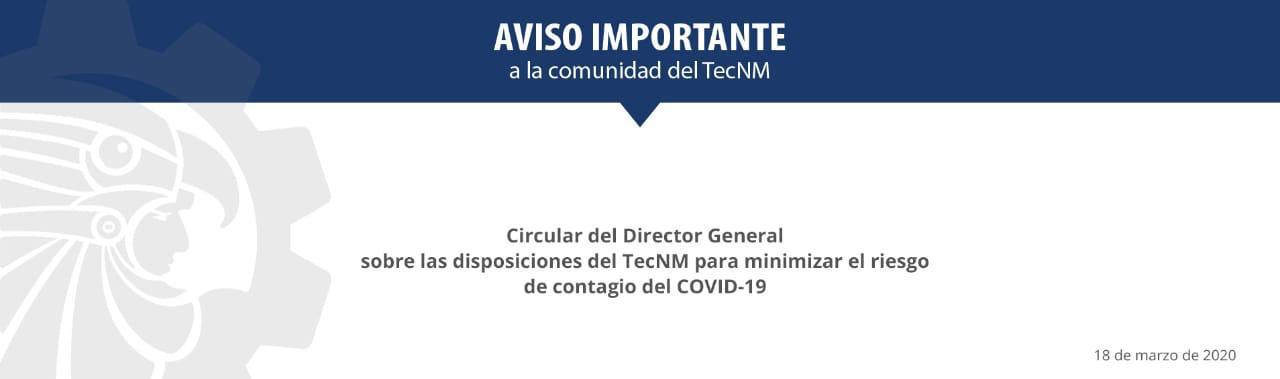 AVISO IMPORTANTE
a la comunidad del TecNM
Circular del Director General
sobre las disposiciones del TecNM para minimizar el riesgo
de contagio del COVID-19
18 de marzo de 2020